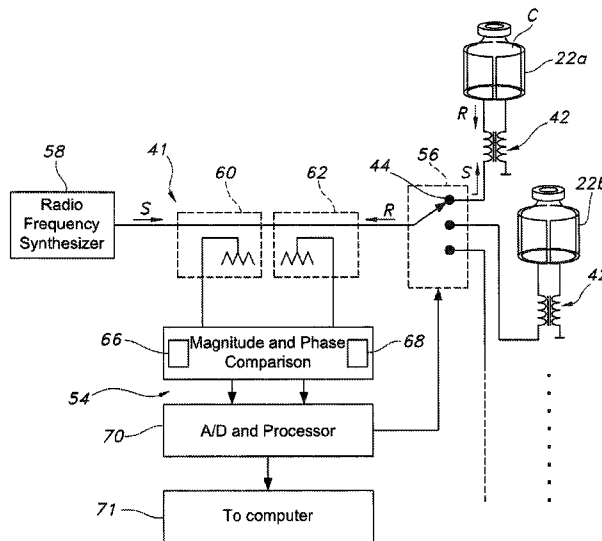 C
22a
R
42
S
58
41
60
62
44
56
22b
Radio
Frequency
Synthesizer
S
R
42
66
Magnitude and Phase
Comparison
68
54
70
A/D and Processor
71
To computer